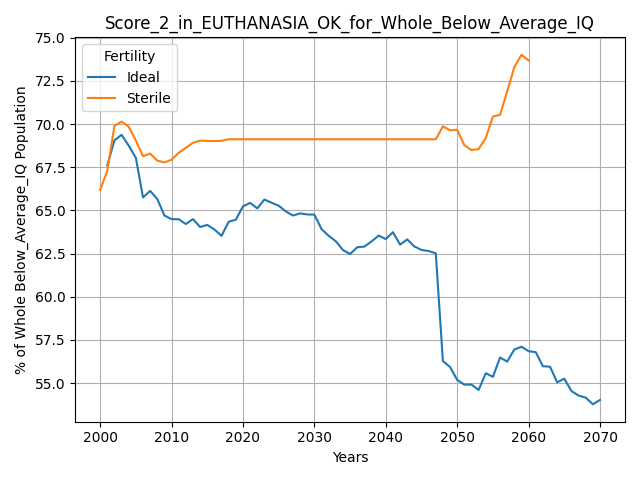 Score_2_in_EUTHANASIA_OK_for_Whole_Below_Average_IQ
% of Whole Below_Average_IQ Population
75.0
72.5
70.0
67.5
65.0
62.5
60.0
57.5
55.0
Fertility
Ideal
Sterile
2000 2010 2020 2030 2040 2050 2060 2070
Years